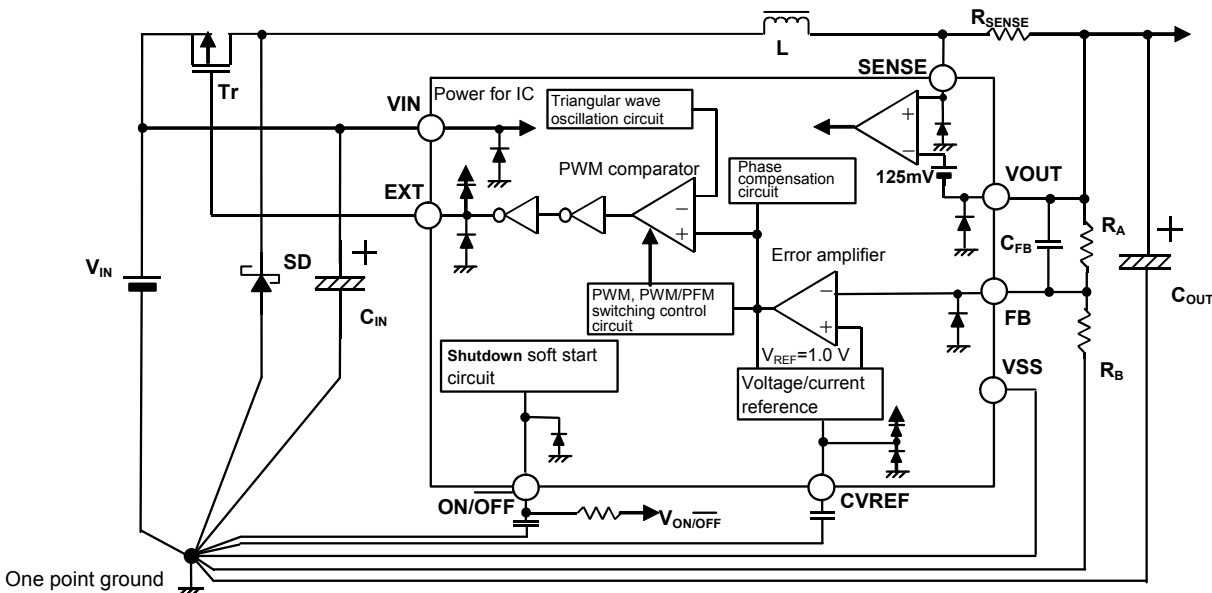 RSENSE
L
SENSE
Tr
Power for IC
VIN
Triangular wave
oscillation circuit
+
−
125mV
VOUT
EXT
PWM comparator
Phase
compensation
circuit
−
+
RA
CFB
+
VIN
SD
+
CIN
Error amplifier
−
+
PWM, PWM/PFM
switching control
circuit
FB
COUT
VREF=1.0 V
Shutdown soft start
circuit
Voltage/current
reference
VSS
RB
ON/OFF
VON/OFF
CVREF
One point ground